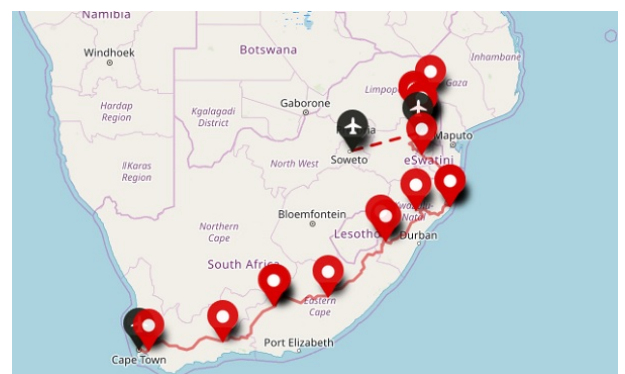 Namibia
Windhoek
Botswana
Inhambane
Hardap
Region
Kgalagadi
District
Gaborone
Limpopo
Gaza
Soweto
Maputo
ǁKaras
Region
North West
eSwatini
Bloemfontein
Northern
Cape
Lesotho
Durban
South Africa
Eastern
Cape
Port Elizabeth
Cape Town